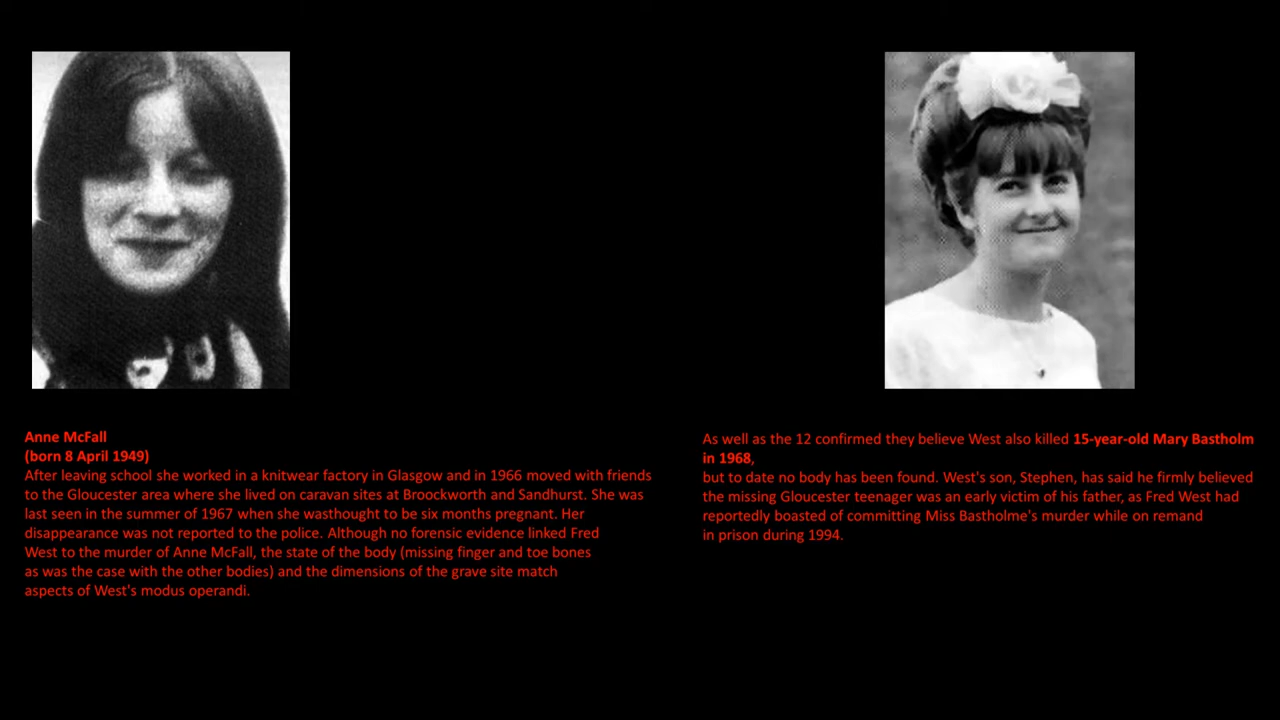 Anne McFall
(born 8 April 1949)
After leaving school she worked in a knitwear factory in Glasgow and in 1966 moved with friends
to the Gloucester area where she lived on caravan sites at Broockworth and Sandhurst. She was
last seen in the summer of 1967 when she wasthought to be six months pregnant. Her
disappearance was not reported to the police. Although no forensic evidence linked Fred
West to the murder of Anne McFall, the state of the body (missing finger and toe bones
as was the case with the other bodies) and the dimensions of the grave site match
aspects of West's modus operandi.
As well as the 12 confirmed they believe West also killed 15-year-old Mary Bastholm
in 1968,
but to date no body has been found. West's son, Stephen, has said he firmly believed
the missing Gloucester teenager was an early victim of his father, as Fred West had
reportedly boasted of committing Miss Bastholme's murder while on remand
in prison during 1994.